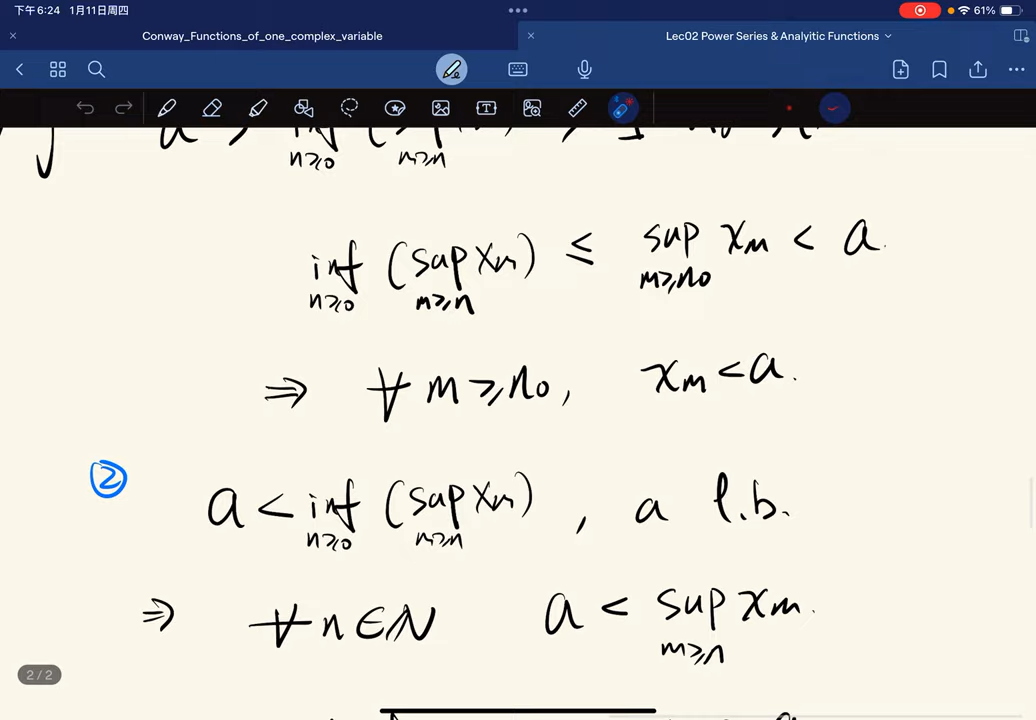 下午6:24 1月11日周四
61%
Conway_Functions_of_one_complex_variable
Lec02 Power Series & Analyitic Functions
inf (sup xₘ) ≤ sup xₘ < a.
n≥0 m≥n m≥n₀
⇒ ∀ m ≥ n₀, xₘ < a.
② a < inf (sup xₘ), a l.b.
n≥0 m≥n
⇒ ∀ n ∈ N a < sup xₘ.
m≥n
2 / 2